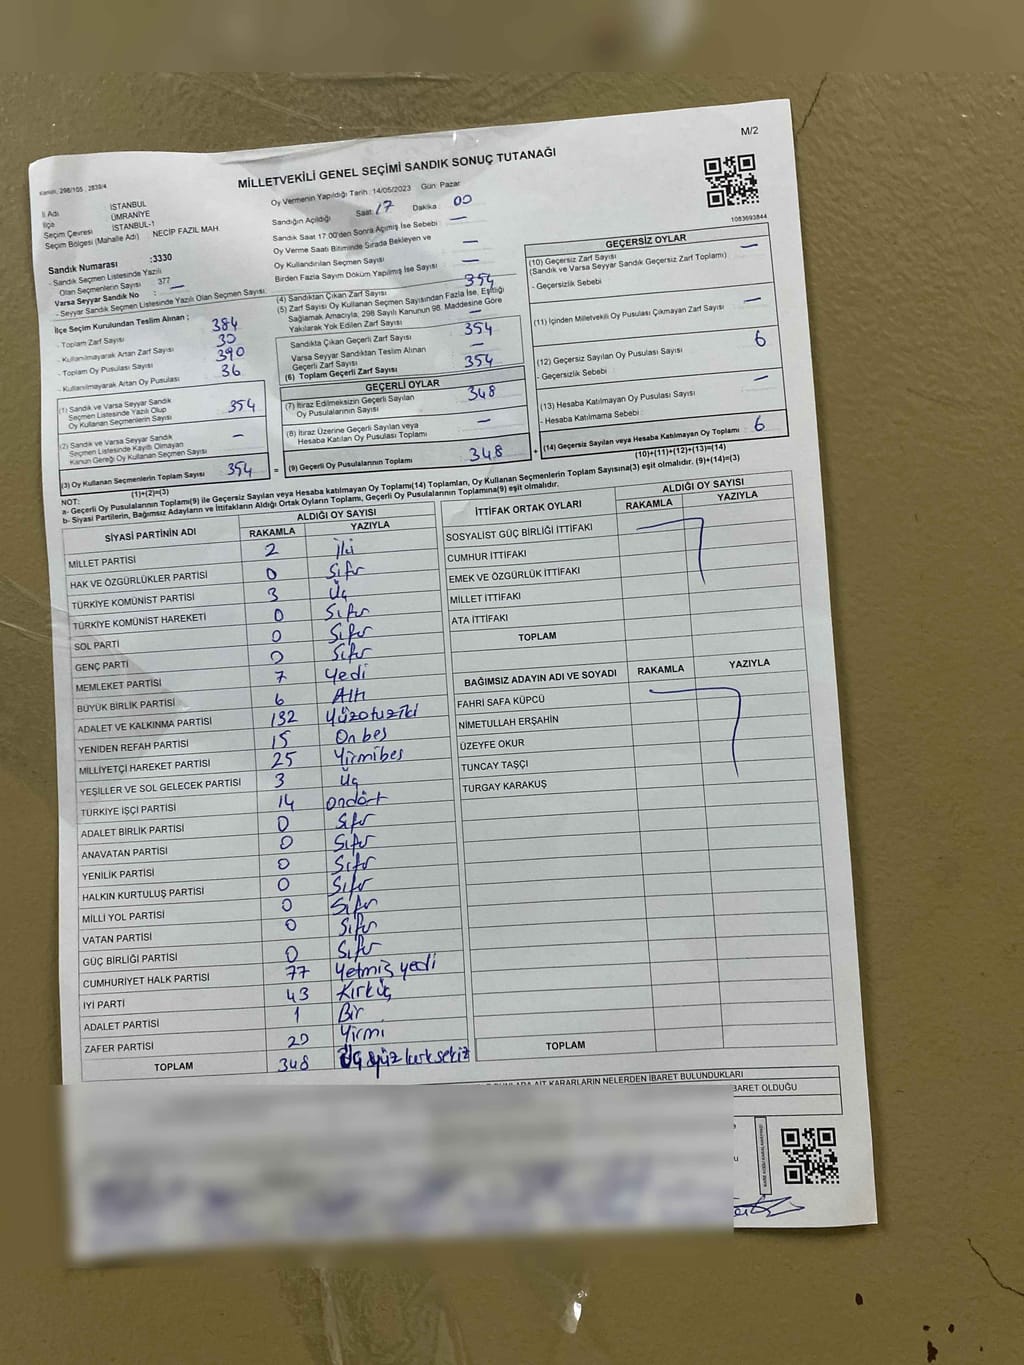 M/2
MİLLETVEKİLİ GENEL SEÇİMİ SANDIK SONUÇ TUTANAĞI
Kanun, 298/105 , 2839/4
1083693844
İl Adı İSTANBUL
İlçe ÜMRANİYE
Seçim Çevresi İSTANBUL-1
Seçim Bölgesi (Mahalle Adı) NECİP FAZIL MAH.
Sandık Numarası :3330
- Sandık Seçmen Listesinde Yazılı
Olan Seçmenlerin Sayısı 377
Varsa Seyyar Sandık No : —
- Seyyar Sandık Seçmen Listesinde Yazılı Olan Seçmen Sayısı:
İlçe Seçim Kurulundan Teslim Alınan ;
- Toplam Zarf Sayısı 384
- Kullanılmayarak Artan Zarf Sayısı 30
- Toplam Oy Pusulası Sayısı 390
- Kullanılmayarak Artan Oy Pusulası 36
(1) Sandık ve Varsa Seyyar Sandık
Seçmen Listesinde Yazılı Olup
Oy Kullanan Seçmenlerin Sayısı 354
(2) Sandık ve Varsa Seyyar Sandık
Seçmen Listesinde Kayıtlı Olmayan
Kanun Gereği Oy Kullanan Seçmen Sayısı —
(3) Oy Kullanan Seçmenlerin Toplam Sayısı 354 =
(1)+(2)=(3)
Oy Vermenin Yapıldığı Tarih : 14/05/2023 Gün: Pazar
Sandığın Açıldığı Saat: 17 Dakika : 00
Sandık Saat 17:00'den Sonra Açılmış İse Sebebi : —
Oy Verme Saati Bitiminde Sırada Bekleyen ve
Oy Kullandırılan Seçmen Sayısı —
Birden Fazla Sayım Döküm Yapılmış İse Sayısı —
(4) Sandıktan Çıkan Zarf Sayısı 354
(5) Zarf Sayısı Oy Kullanan Seçmen Sayısından Fazla İse, Eşitliği
Sağlamak Amacıyla, 298 Sayılı Kanunun 98. Maddesine Göre
Yakılarak Yok Edilen Zarf Sayısı —
Sandıkta Çıkan Geçerli Zarf Sayısı 354
Varsa Seyyar Sandıktan Teslim Alınan
Geçerli Zarf Sayısı —
(6) Toplam Geçerli Zarf Sayısı 354
GEÇERLİ OYLAR
(7) İtiraz Edilmeksizin Geçerli Sayılan
Oy Pusulalarının Sayısı 348
(8) İtiraz Üzerine Geçerli Sayılan veya
Hesaba Katılan Oy Pusulası Toplamı —
(9) Geçerli Oy Pusulalarının Toplamı 348 +
GEÇERSİZ OYLAR
(10) Geçersiz Zarf Sayısı —
(Sandık ve Varsa Seyyar Sandık Geçersiz Zarf Toplamı)
- Geçersizlik Sebebi
(11) İçinden Milletvekili Oy Pusulası Çıkmayan Zarf Sayısı —
(12) Geçersiz Sayılan Oy Pusulası Sayısı 6
- Geçersizlik Sebebi :
(13) Hesaba Katılmayan Oy Pusulası Sayısı —
- Hesaba Katılmama Sebebi :
(14) Geçersiz Sayılan veya Hesaba Katılmayan Oy Toplamı 6
(10)+(11)+(12)+(13)=(14)
NOT:
a- Geçerli Oy Pusulalarının Toplamı(9) ile Geçersiz Sayılan veya Hesaba katılmayan Oy Toplamı(14) Toplamları, Oy Kullanan Seçmenlerin Toplam Sayısına(3) eşit olmalıdır. (9)+(14)=(3)
b- Siyasi Partilerin, Bağımsız Adayların ve İttifakların Aldığı Ortak Oyların Toplamı, Geçerli Oy Pusulalarının Toplamına(9) eşit olmalıdır.
SİYASİ PARTİNİN ADI ALDIĞI OY SAYISI
RAKAMLA YAZIYLA
MİLLET PARTİSİ 2 İki
HAK VE ÖZGÜRLÜKLER PARTİSİ 0 Sıfır
TÜRKİYE KOMÜNİST PARTİSİ 3 Üç
TÜRKİYE KOMÜNİST HAREKETİ 0 Sıfır
SOL PARTİ 0 Sıfır
GENÇ PARTİ 0 Sıfır
MEMLEKET PARTİSİ 7 Yedi
BÜYÜK BİRLİK PARTİSİ 6 Altı
ADALET VE KALKINMA PARTİSİ 132 Yüzotuziki
YENİDEN REFAH PARTİSİ 15 Onbeş
MİLLİYETÇİ HAREKET PARTİSİ 25 Yirmibeş
YEŞİLLER VE SOL GELECEK PARTİSİ 3 Üç
TÜRKİYE İŞÇİ PARTİSİ 14 ondört
ADALET BİRLİK PARTİSİ 0 Sıfır
ANAVATAN PARTİSİ 0 Sıfır
YENİLİK PARTİSİ 0 Sıfır
HALKIN KURTULUŞ PARTİSİ 0 Sıfır
MİLLİ YOL PARTİSİ 0 Sıfır
VATAN PARTİSİ 0 Sıfır
GÜÇ BİRLİĞİ PARTİSİ 0 Sıfır
CUMHURİYET HALK PARTİSİ 77 Yetmiş yedi
İYİ PARTİ 43 Kırküç
ADALET PARTİSİ 1 Bir
ZAFER PARTİSİ 20 Yirmi
TOPLAM 348 Üç yüz kırk sekiz
İTTİFAK ORTAK OYLARI ALDIĞI OY SAYISI
RAKAMLA YAZIYLA
SOSYALİST GÜÇ BİRLİĞİ İTTİFAKI
CUMHUR İTTİFAKI
EMEK VE ÖZGÜRLÜK İTTİFAKI
MİLLET İTTİFAKI
ATA İTTİFAKI
TOPLAM
BAĞIMSIZ ADAYIN ADI VE SOYADI RAKAMLA YAZIYLA
FAHRİ SAFA KÜPCÜ
NİMETULLAH ERŞAHİN
ÜZEYFE OKUR
TUNCAY TAŞÇI
TURGAY KARAKUŞ
TOPLAM
BUNLARA AİT KARARLARIN NELERDEN İBARET BULUNDUKLARI
BARET OLDUĞU